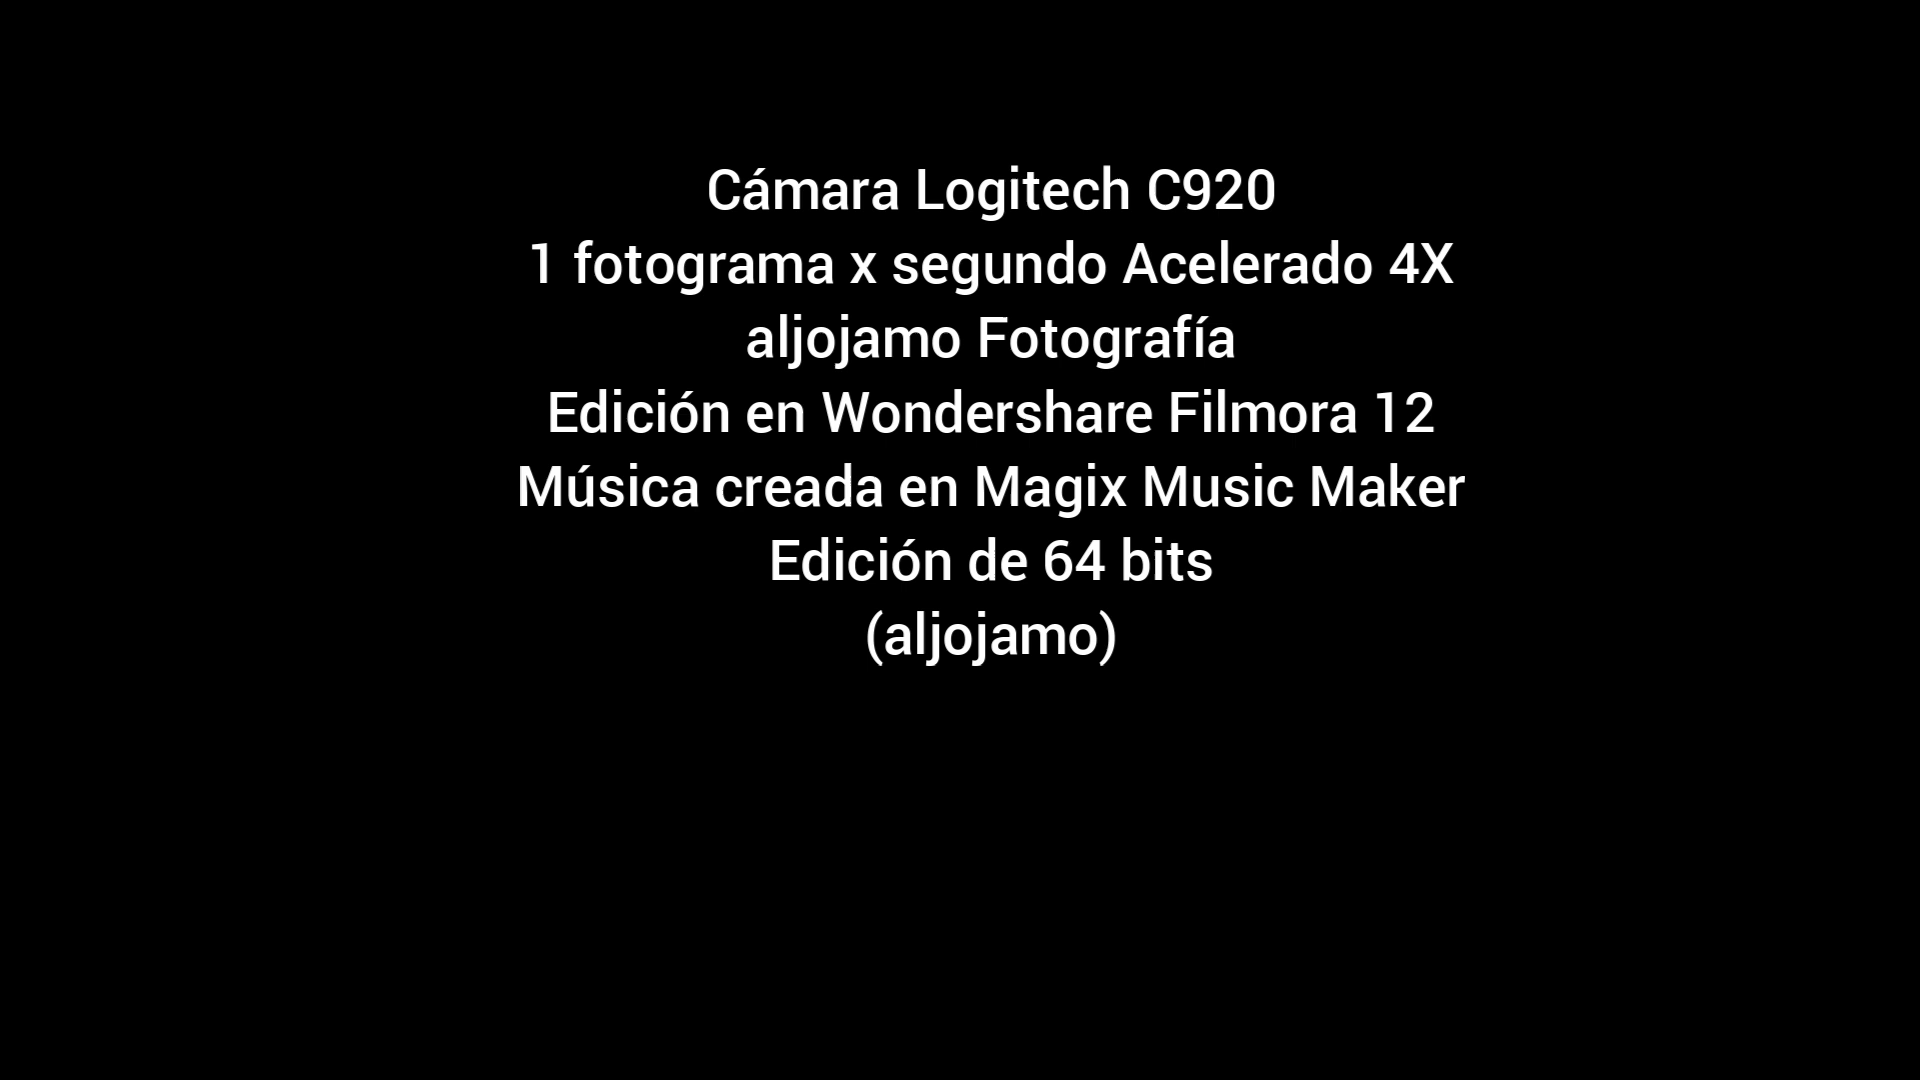 Cámara Logitech C920
1 fotograma x segundo Acelerado 4X
aljojamo Fotografía
Edición en Wondershare Filmora 12
Música creada en Magix Music Maker
Edición de 64 bits
(aljojamo)